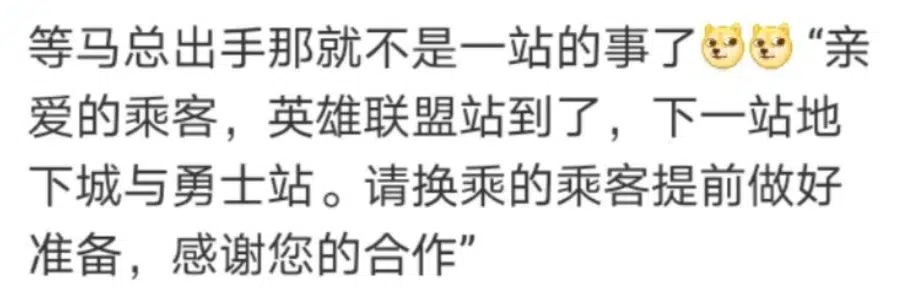 等马总出手那就不是一站的事了 “亲
爱的乘客，英雄联盟站到了，下一站地
下城与勇士站。请换乘的乘客提前做好
准备，感谢您的合作”